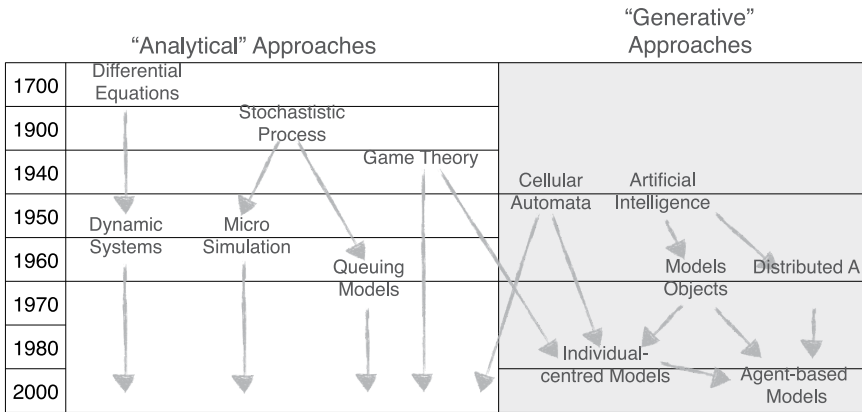 “Generative”
Approaches
“Analytical” Approaches
1700
Differential
Equations
1900
Stochastistic
Process
1940
Game Theory
Cellular
Automata
Artificial
Intelligence
1950
Dynamic
Systems
Micro
Simulation
1960
Queuing
Models
Models
Objects
Distributed A
1970
1980
Individual-
centred Models
2000
Agent-based
Models